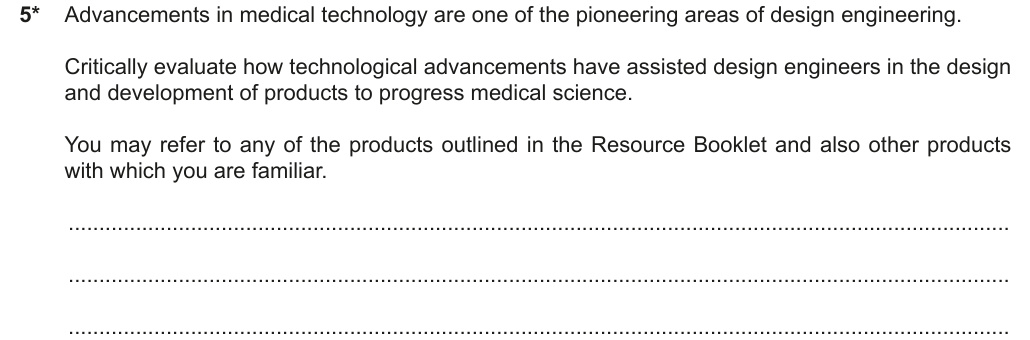 5* Advancements in medical technology are one of the pioneering areas of design engineering.
Critically evaluate how technological advancements have assisted design engineers in the design
and development of products to progress medical science.
You may refer to any of the products outlined in the Resource Booklet and also other products
with which you are familiar.